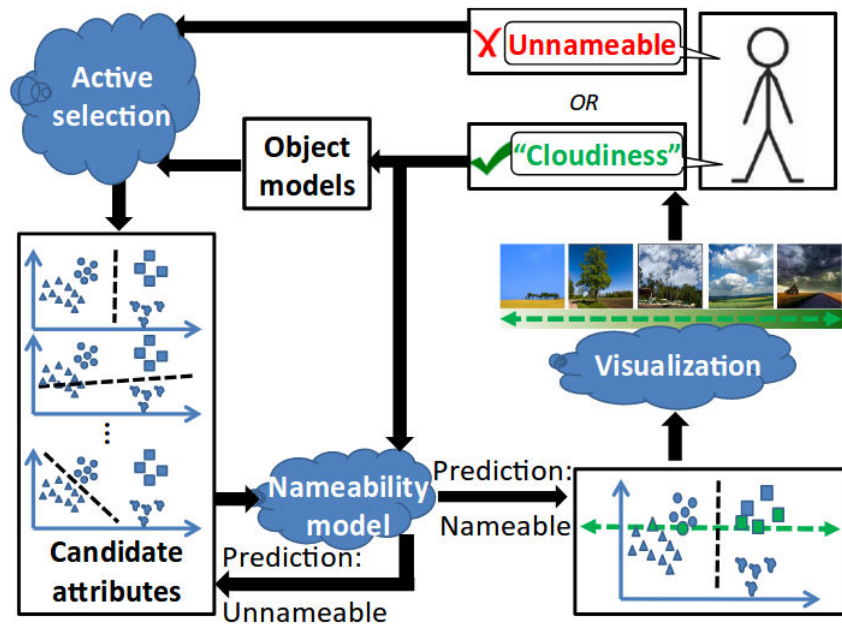 Active
selection
Unnameable
OR
"Cloudiness"
Object
models
Visualization
Nameability
model
Prediction:
Nameable
Prediction:
Unnameable
Candidate
attributes